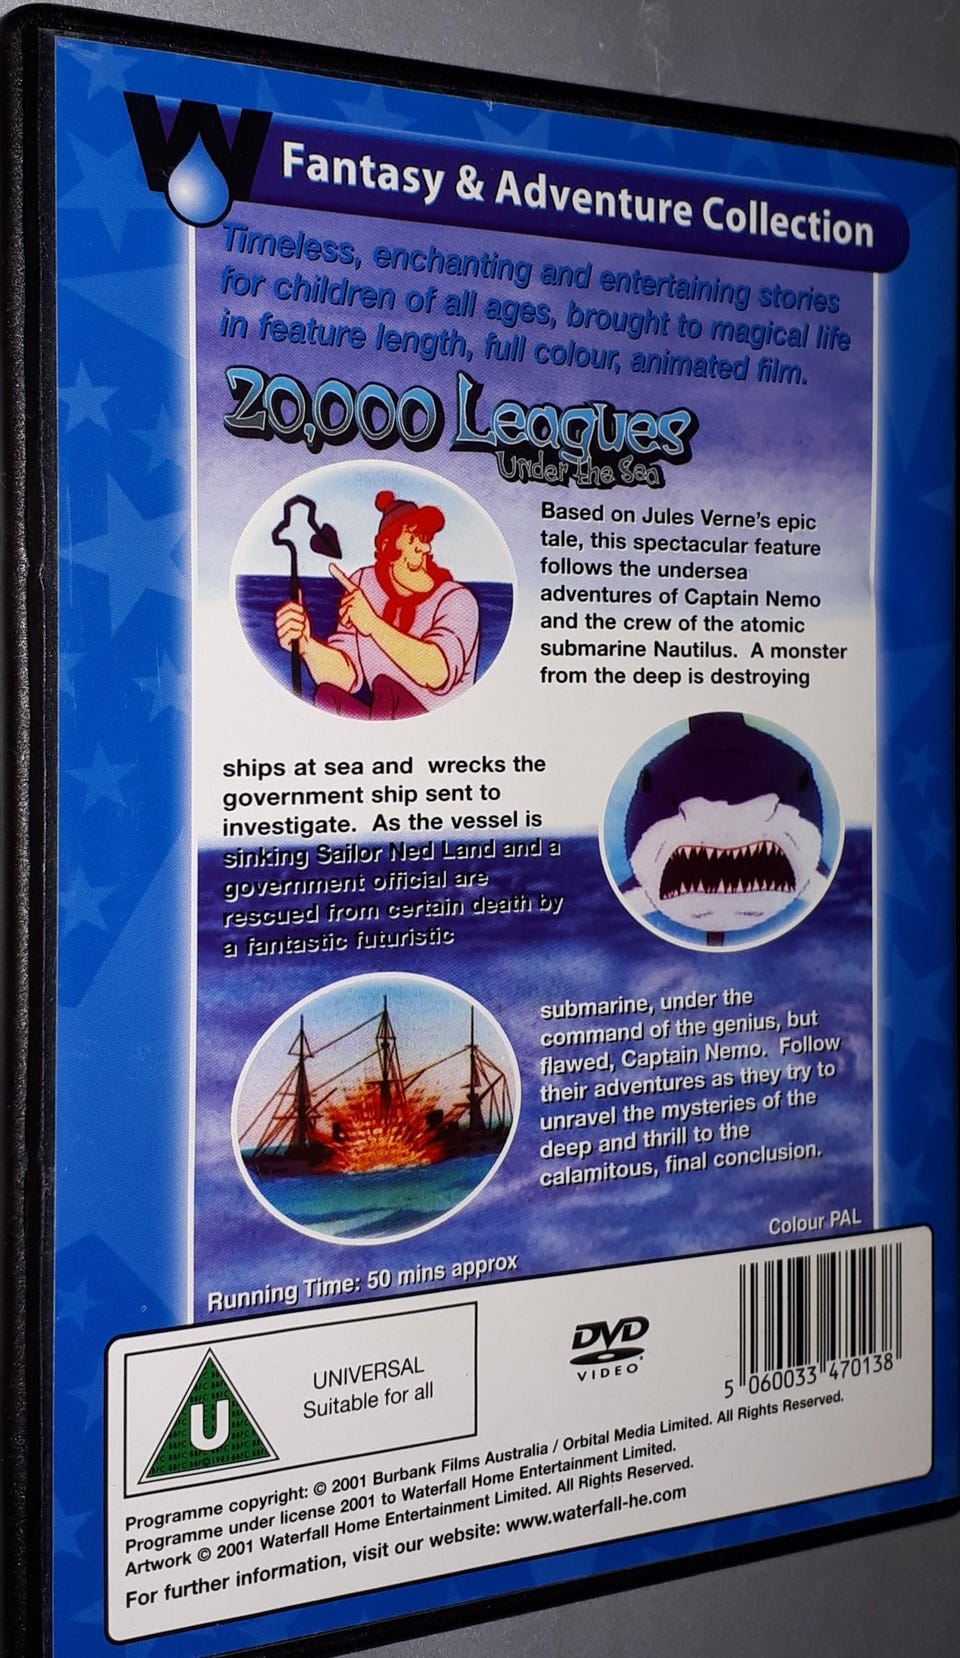 W
Fantasy & Adventure Collection
Timeless, enchanting and entertaining stories
for children of all ages, brought to magical life
in feature length, full colour, animated film.
20,000 Leagues
Under the Sea
Based on Jules Verne's epic
tale, this spectacular feature
follows the undersea
adventures of Captain Nemo
and the crew of the atomic
submarine Nautilus. A monster
from the deep is destroying
ships at sea and wrecks the
government ship sent to
investigate. As the vessel is
sinking Sailor Ned Land and a
government official are
rescued from certain death by
a fantastic futuristic
submarine, under the
command of the genius, but
flawed, Captain Nemo. Follow
their adventures as they try to
unravel the mysteries of the
deep and thrill to the
calamitous, final conclusion.
Colour PAL
Running Time: 50 mins approx
U
UNIVERSAL
Suitable for all
DVD
VIDEO
5 060033 470138
Programme copyright: © 2001 Burbank Films Australia / Orbital Media Limited. All Rights Reserved.
Programme under license 2001 to Waterfall Home Entertainment Limited.
Artwork © 2001 Waterfall Home Entertainment Limited. All Rights Reserved.
For further information, visit our website: www.waterfall-he.com